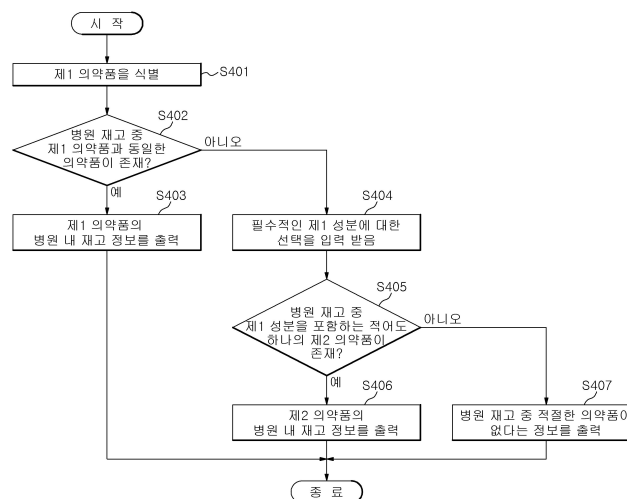 시 작
제1 의약품을 식별
S401
S402
병원 재고 중
제1 의약품과 동일한
의약품이 존재?
아니오
예
S403
제1 의약품의
병원 내 재고 정보를 출력
S404
필수적인 제1 성분에 대한
선택을 입력 받음
S405
병원 재고 중
제1 성분을 포함하는 적어도
하나의 제2 의약품이
존재?
아니오
예
S406
제2 의약품의
병원 내 재고 정보를 출력
S407
병원 재고 중 적절한 의약품이
없다는 정보를 출력
종 료